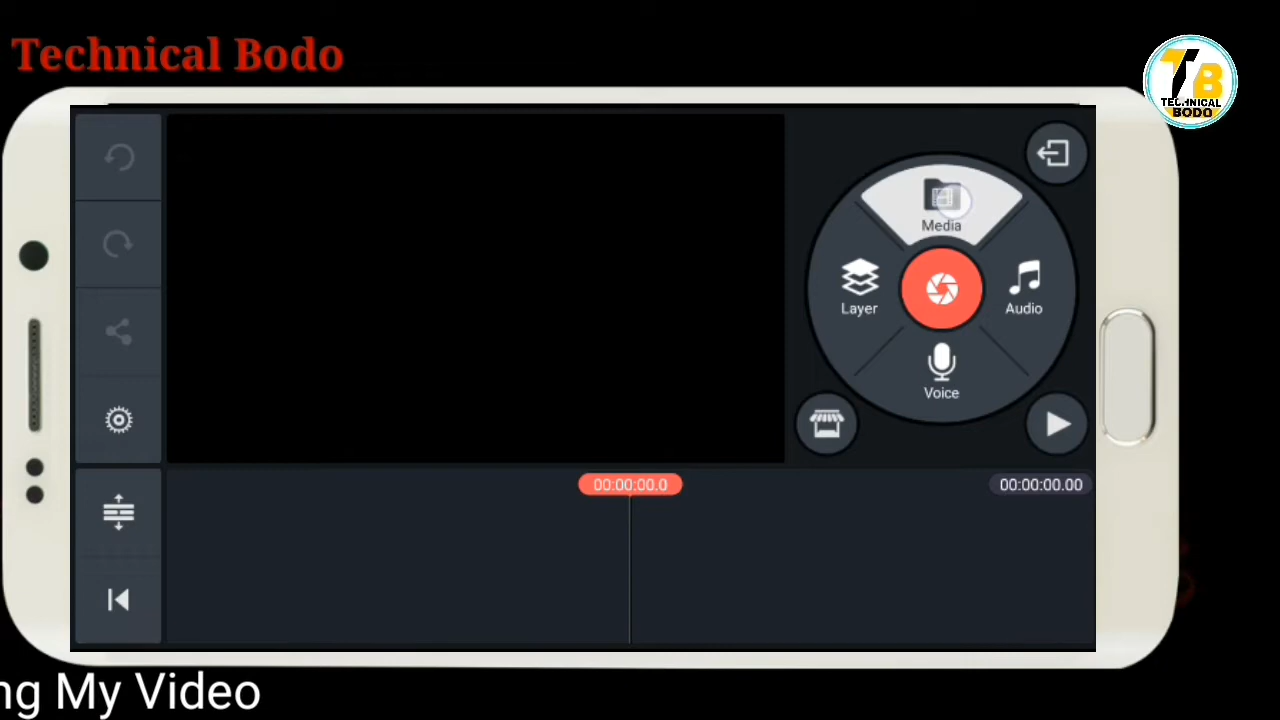 Technical Bodo
TB
TECHNICAL
BODO
Media
Layer
Audio
Voice
00:00:00.0
00:00:00.00
ng My Video